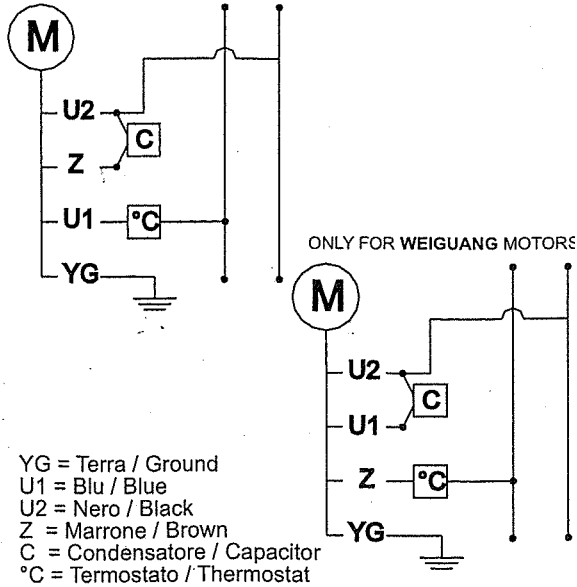 M
U2
C
Z
U1
°C
YG
ONLY FOR WEIGUANG MOTORS
M
U2
C
U1
Z
°C
YG
YG = Terra / Ground
U1 = Blu / Blue
U2 = Nero / Black
Z = Marrone / Brown
C = Condensatore / Capacitor
°C = Termostato / Thermostat